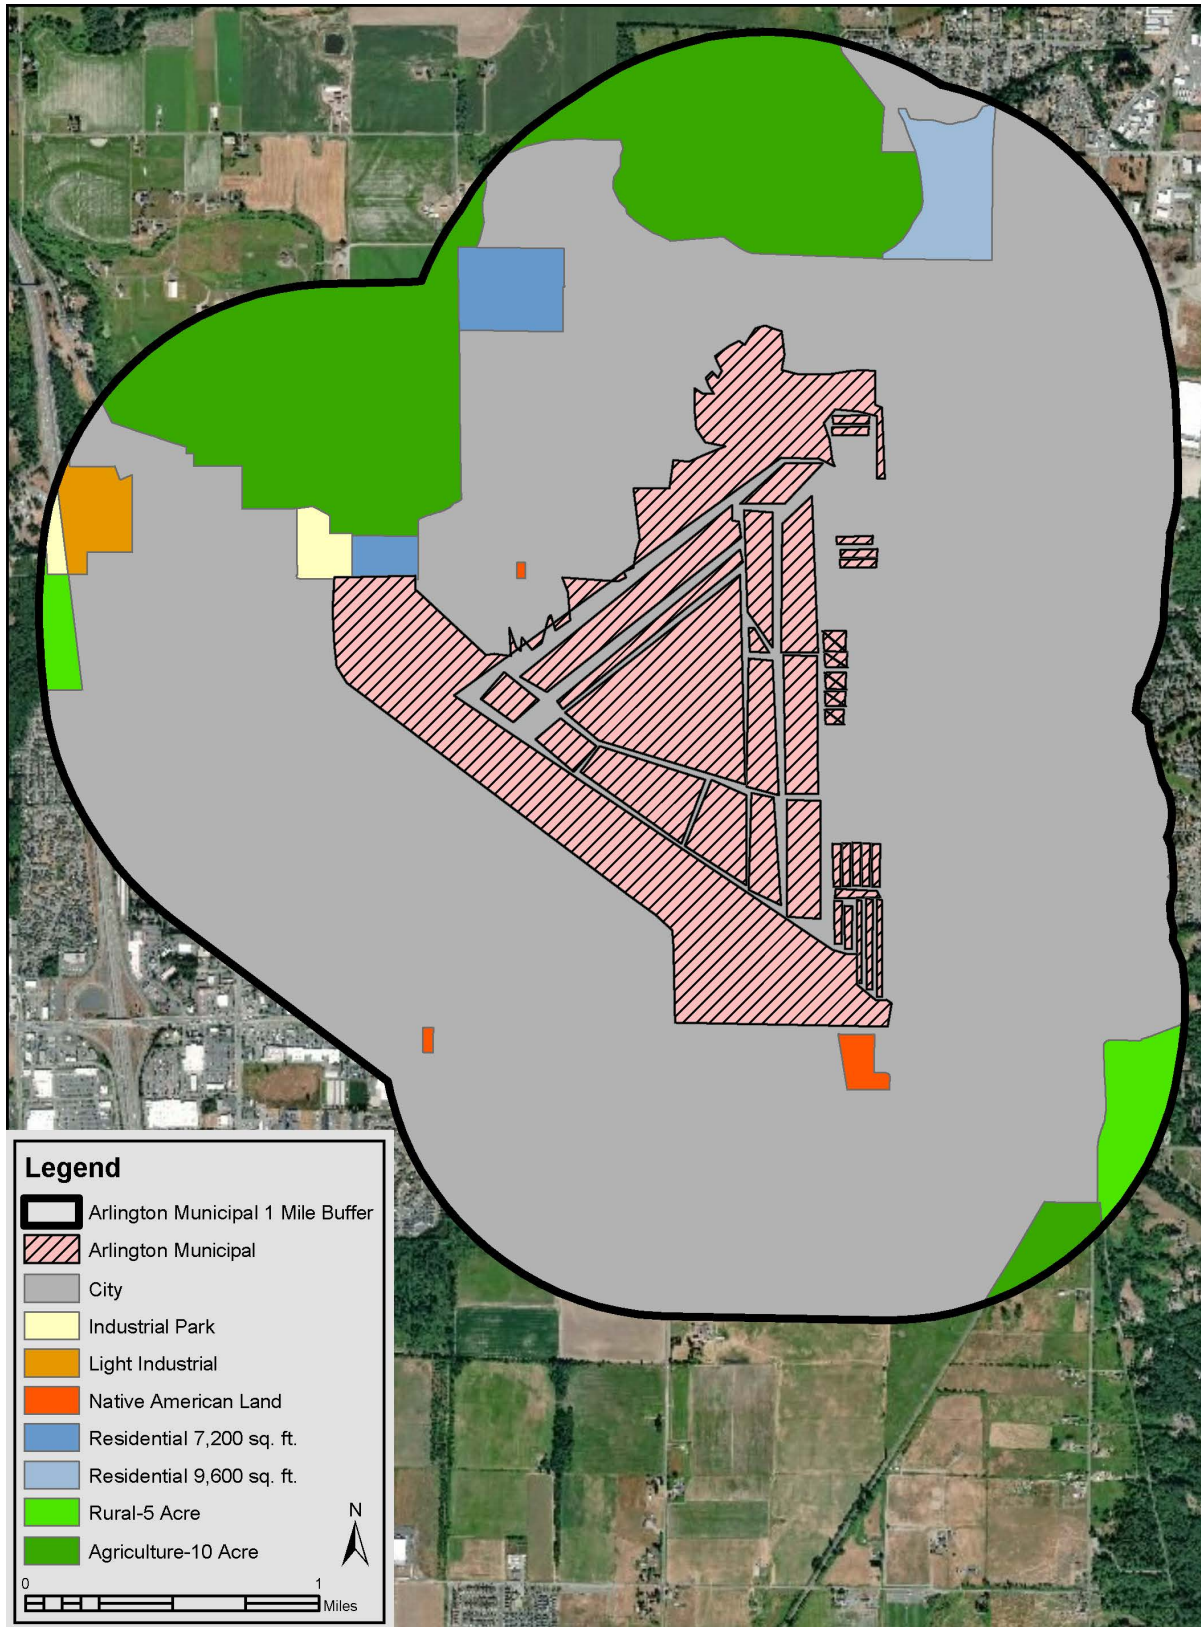 Legend
Arlington Municipal 1 Mile Buffer
Arlington Municipal
City
Industrial Park
Light Industrial
Native American Land
Residential 7,200 sq. ft.
Residential 9,600 sq. ft.
Rural-5 Acre
Agriculture-10 Acre
N
0 1
Miles